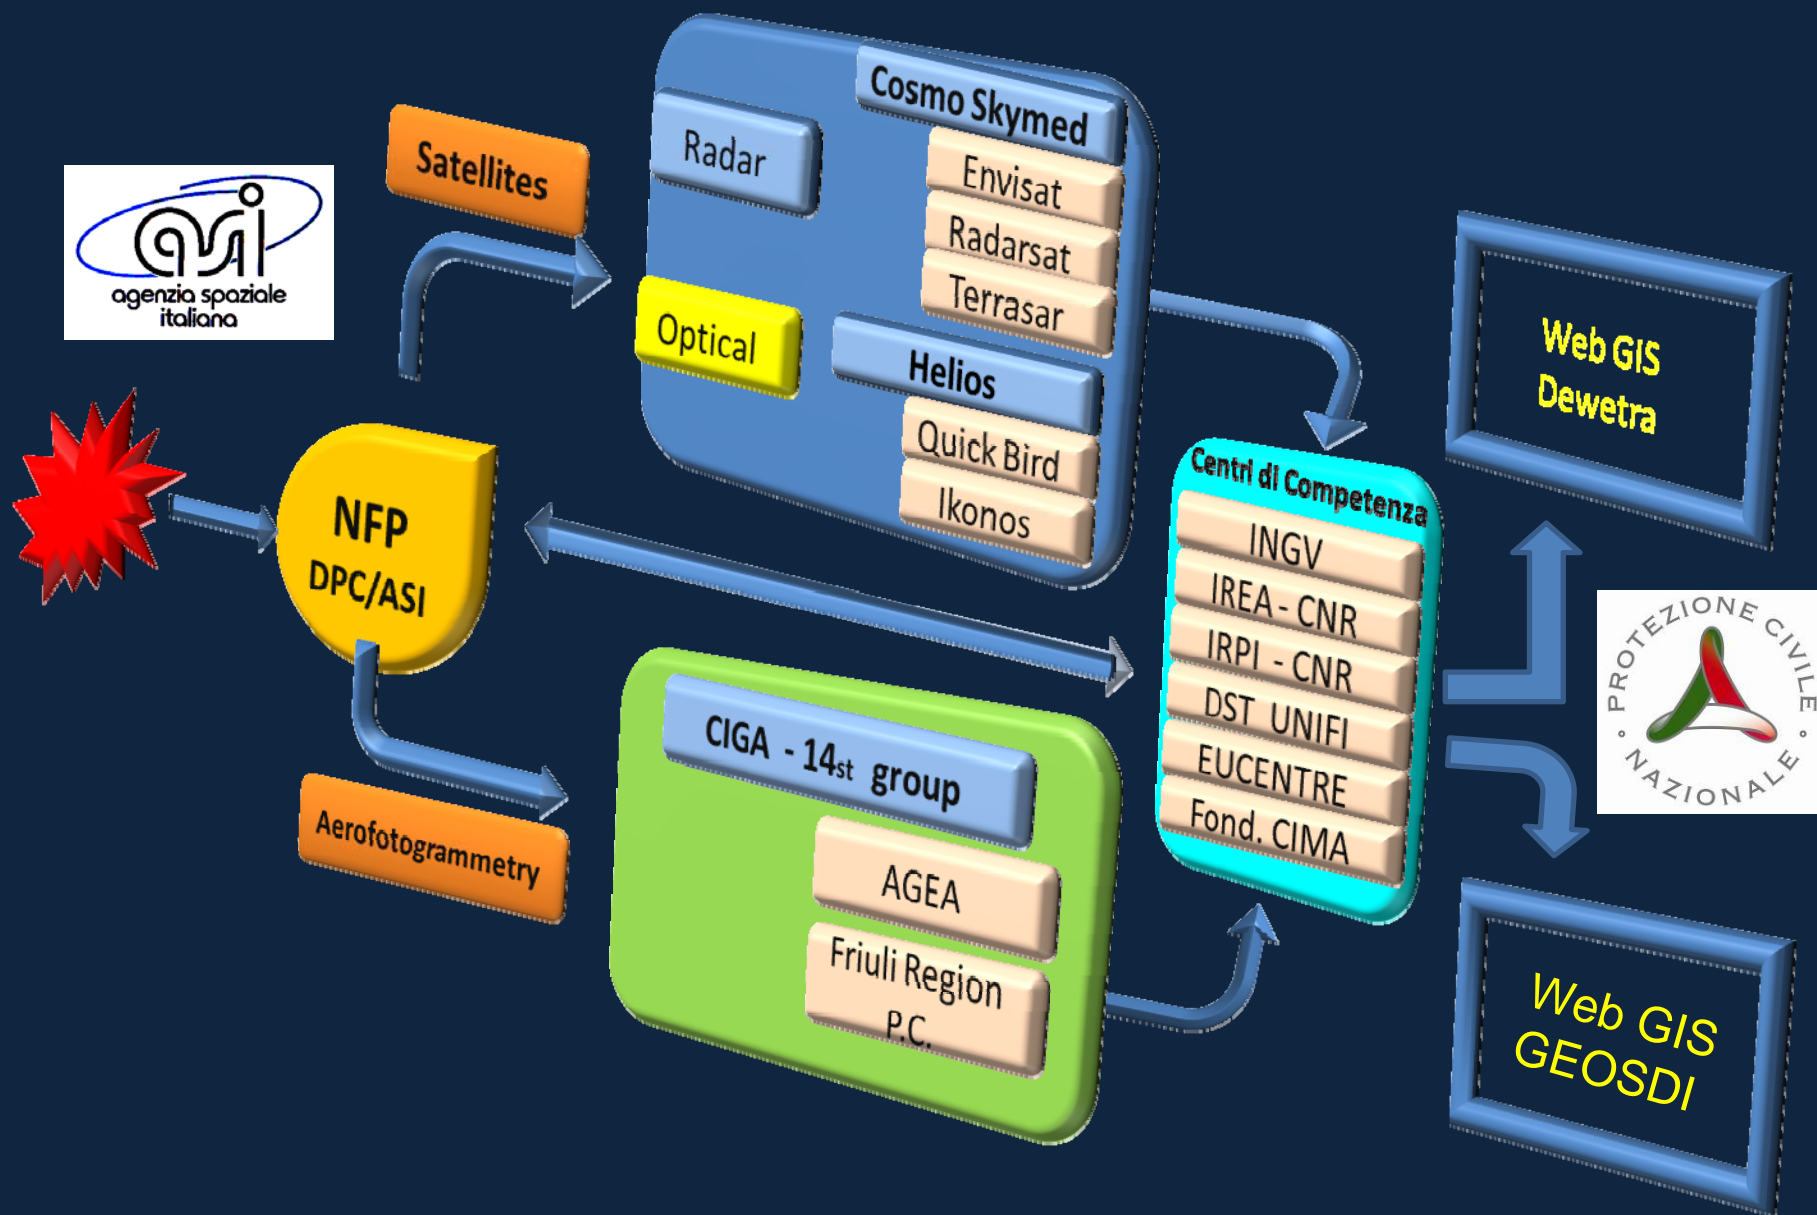 asi
agenzia spaziale
italiana
Satellites
Radar
Optical
Cosmo Skymed
Envisat
Radarsat
Terrasar
Helios
Quick Bird
Ikonos
NFP
DPC/ASI
Aerofotogrammetry
CIGA - 14st group
AGEA
Friuli Region
P.C.
Centri di Competenza
INGV
IREA - CNR
IRPI - CNR
DST UNIFI
EUCENTRE
Fond. CIMA
Web GIS
Dewetra
PROTEZIONE CIVILE
NAZIONALE
Web GIS
GEOSDI